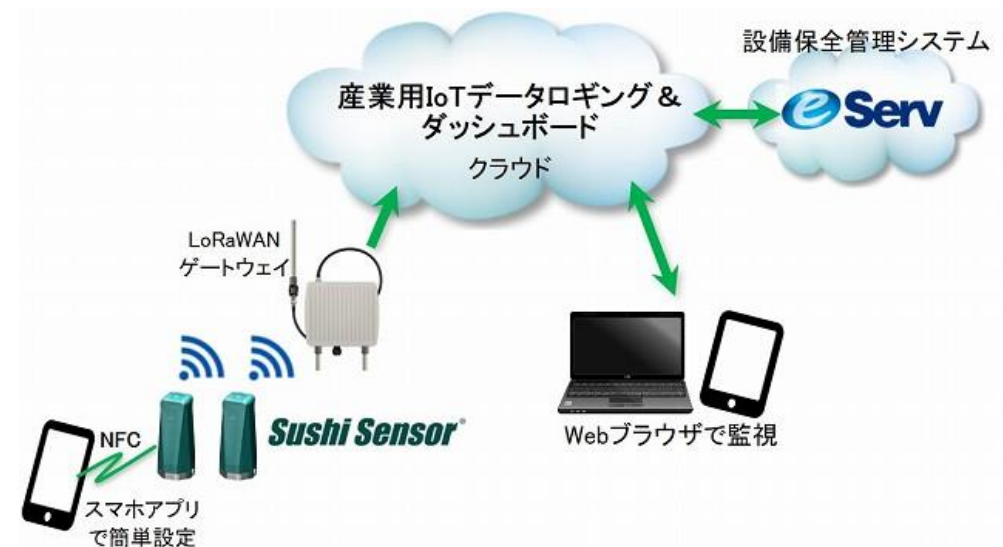 設備保全管理システム
eServ
産業用IoTデータロギング&
ダッシュボード
クラウド
LoRaWAN
ゲートウェイ
Sushi Sensor®
NFC
スマホアプリ
で簡単設定
Webブラウザで監視